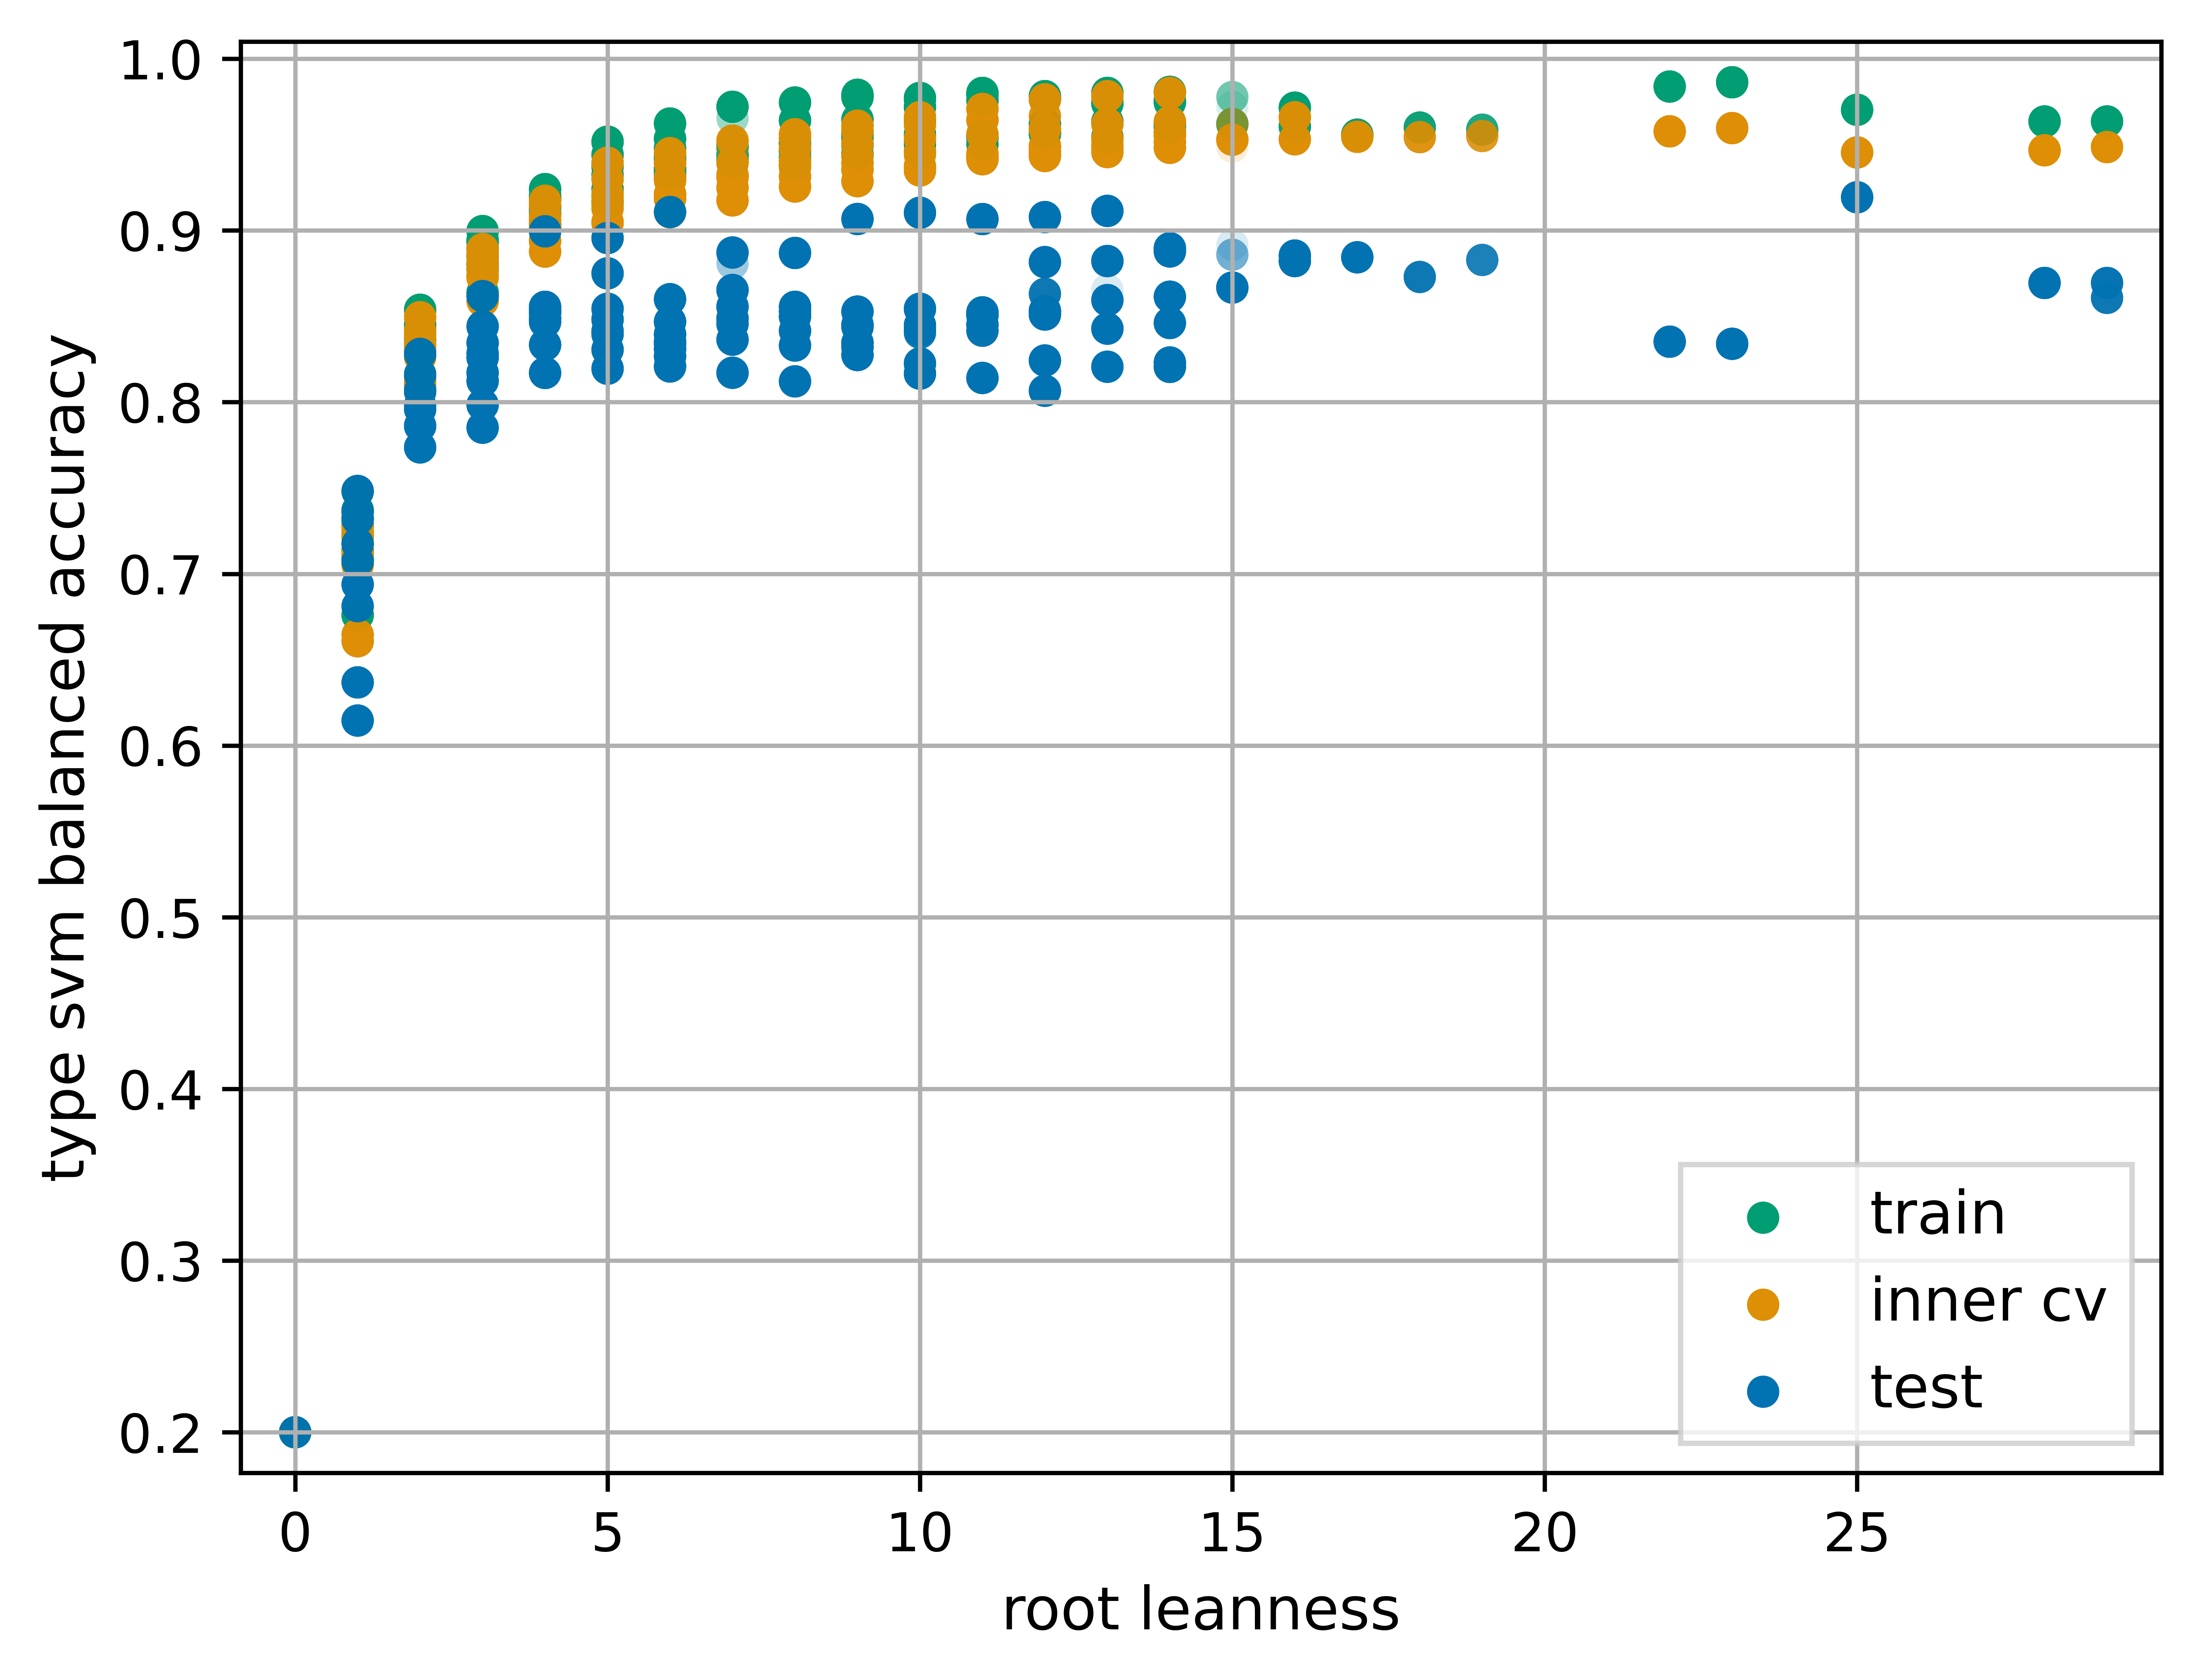 type svm balanced accuracy
1.0
0.9
0.8
0.7
0.6
0.5
0.4
0.3
0.2
0 5 10 15 20 25
root leanness
train
inner cv
test